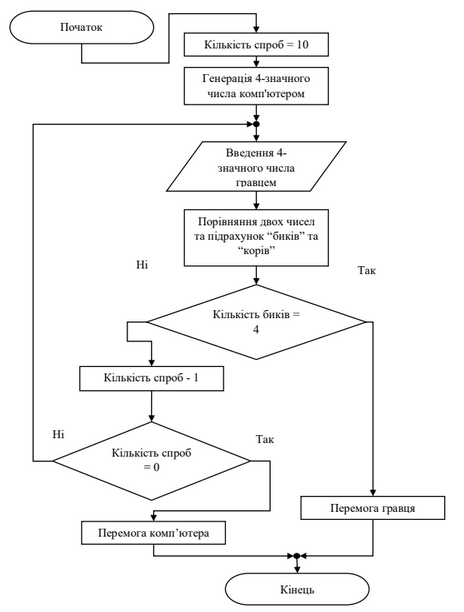 Початок
Кількість спроб = 10
Генерація 4-значного
числа комп'ютером
Введення 4-
значного числа
гравцем
Порівняння двох чисел
та підрахунок “биків” та
“корів”
Ні
Так
Кількість биків =
4
Кількість спроб - 1
Ні
Так
Кількість спроб
= 0
Перемога гравця
Перемога комп’ютера
Кінець